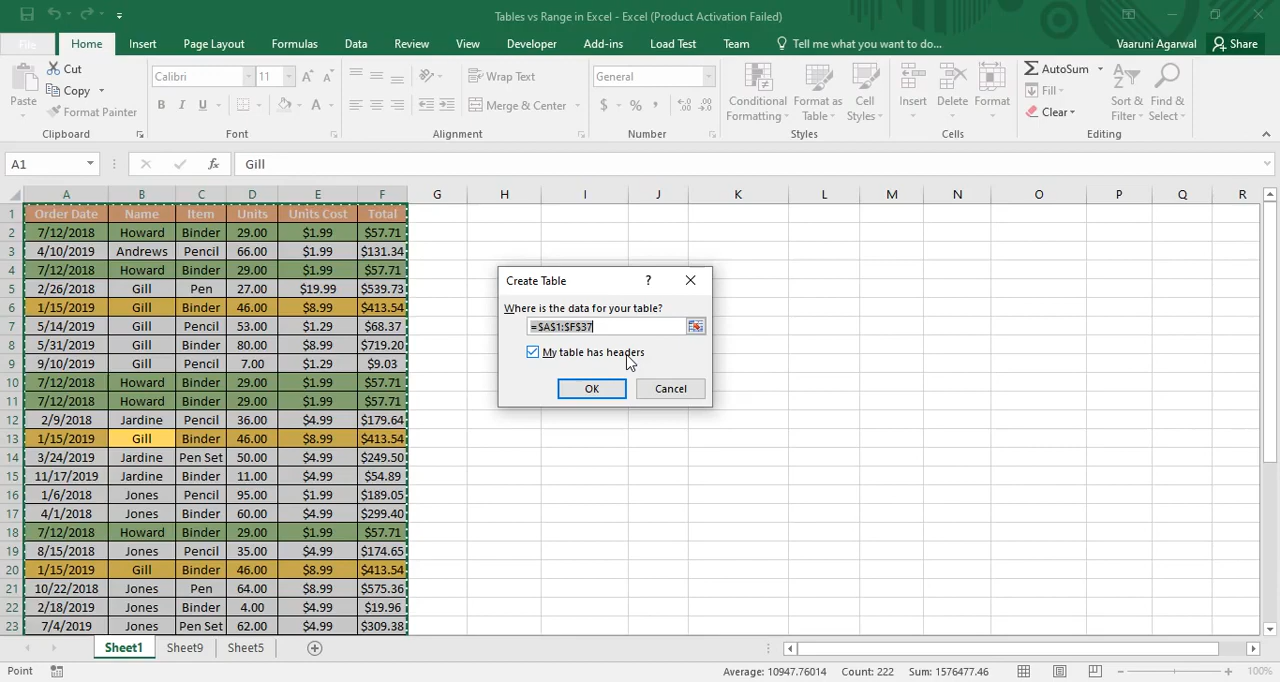 Tables vs Range in Excel - Excel (Product Activation Failed)
File Home Insert Page Layout Formulas Data Review View Developer Add-ins Load Test Team Tell me what you want to do... Vaaruni Agarwal Share
Paste Cut Copy Format Painter Clipboard
Calibri 11 B I U A Font
Wrap Text Merge & Center Alignment
General $ % , Number
Conditional Formatting Format as Table Cell Styles Styles
Insert Delete Format Cells
AutoSum Fill Clear Sort & Filter Find & Select Editing
A1 fx Gill
A B C D E F G H I J K L M N O P Q R
1 Order Date Name Item Units Units Cost Total
2 7/12/2018 Howard Binder 29.00 $1.99 $57.71
3 4/10/2019 Andrews Pencil 66.00 $1.99 $131.34
4 7/12/2018 Howard Binder 29.00 $1.99 $57.71
5 2/26/2018 Gill Pen 27.00 $19.99 $539.73
6 1/15/2019 Gill Binder 46.00 $8.99 $413.54
7 5/14/2019 Gill Pencil 53.00 $1.29 $68.37
8 5/31/2019 Gill Binder 80.00 $8.99 $719.20
9 9/10/2019 Gill Pencil 7.00 $1.29 $9.03
10 7/12/2018 Howard Binder 29.00 $1.99 $57.71
11 7/12/2018 Howard Binder 29.00 $1.99 $57.71
12 2/9/2018 Jardine Pencil 36.00 $4.99 $179.64
13 1/15/2019 Gill Binder 46.00 $8.99 $413.54
14 3/24/2019 Jardine Pen Set 50.00 $4.99 $249.50
15 11/17/2019 Jardine Binder 11.00 $4.99 $54.89
16 1/6/2018 Jones Pencil 95.00 $1.99 $189.05
17 4/1/2018 Jones Binder 60.00 $4.99 $299.40
18 7/12/2018 Howard Binder 29.00 $1.99 $57.71
19 8/15/2018 Jones Pencil 35.00 $4.99 $174.65
20 1/15/2019 Gill Binder 46.00 $8.99 $413.54
21 10/22/2018 Jones Pen 64.00 $8.99 $575.36
22 2/18/2019 Jones Binder 4.00 $4.99 $19.96
23 7/4/2019 Jones Pen Set 62.00 $4.99 $309.38
Create Table ?
Where is the data for your table?
=$A$1:$F$37
My table has headers
OK Cancel
Sheet1 Sheet9 Sheet5
Point Average: 10947.76014 Count: 222 Sum: 1576477.46 100%